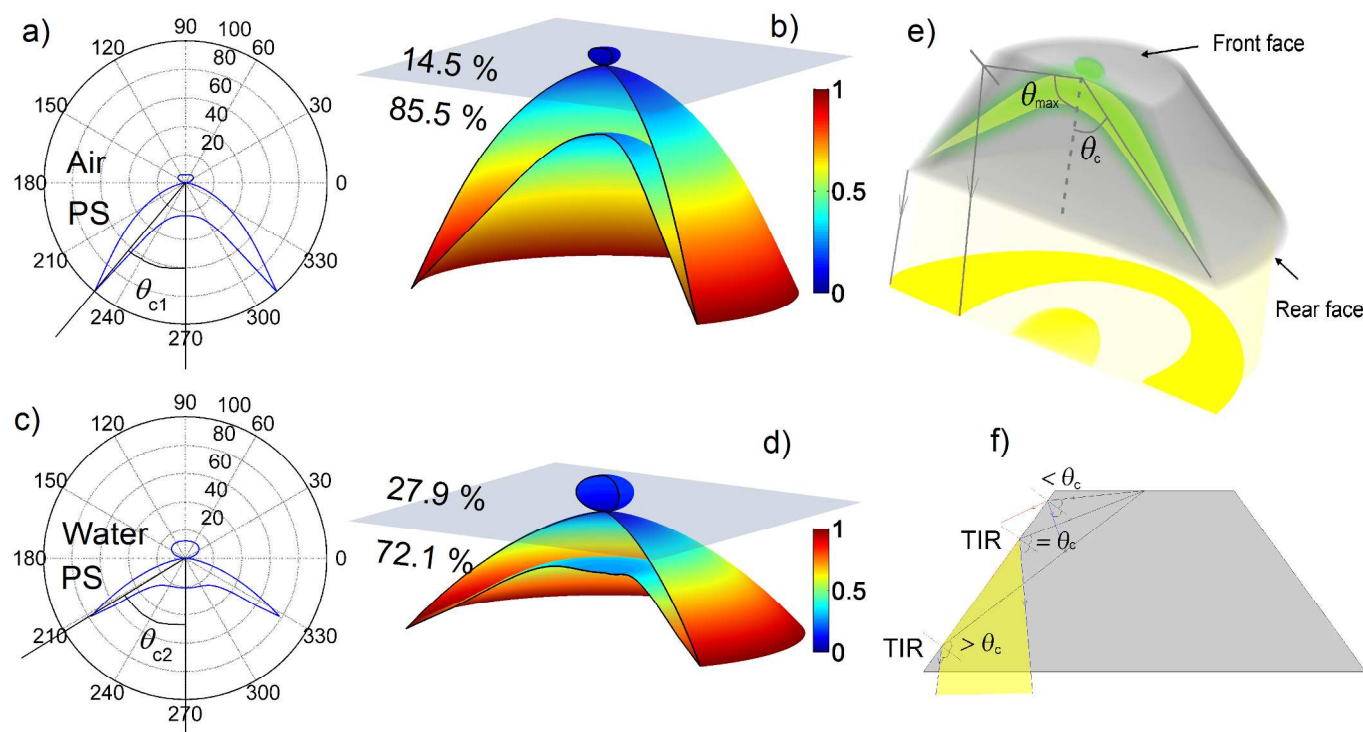 a)
90
120
100
60
80
60
150
40
30
20
Air
180
0
PS
210
330
θc1
240
300
270
b)
14.5 %
85.5 %
1
0.5
0
c)
90
120
100
60
80
60
150
40
30
20
Water
180
0
PS
210
330
θc2
240
300
270
d)
27.9 %
72.1 %
1
0.5
0
e)
Front face
θmax
θc
Rear face
f)
< θc
TIR
= θc
TIR
> θc